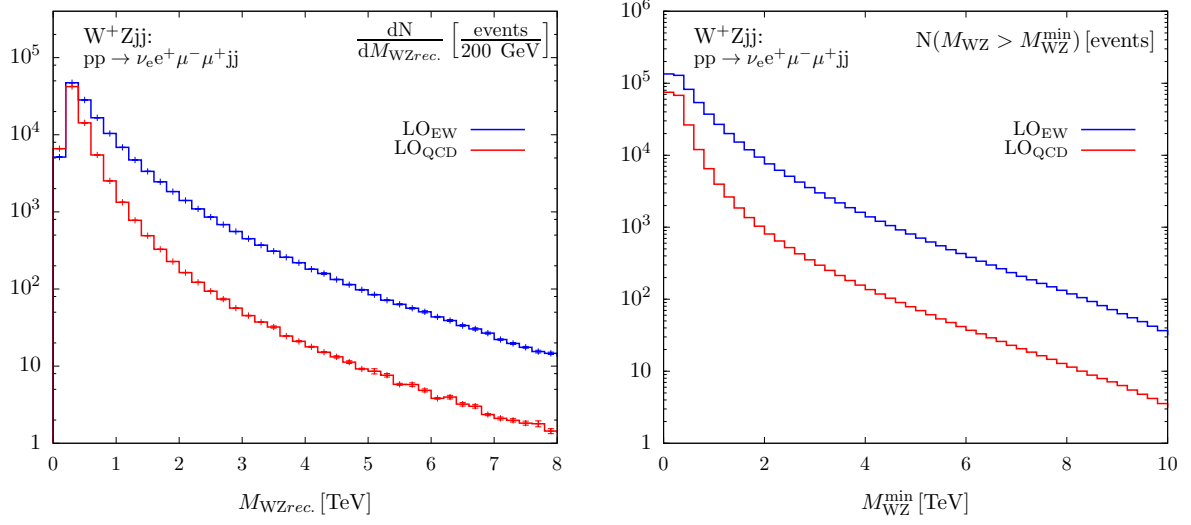 W⁺Zjj:
pp → νₑe⁺μ⁻μ⁺jj
dN/dM_WZrec. [events/200 GeV]
LO_EW
LO_QCD
10⁵
10⁴
10³
10²
10
1
0 1 2 3 4 5 6 7 8
M_WZrec. [TeV]
W⁺Zjj:
pp → νₑe⁺μ⁻μ⁺jj
N(M_WZ > M_WZ^min) [events]
LO_EW
LO_QCD
10⁶
10⁵
10⁴
10³
10²
10
1
0 2 4 6 8 10
M_WZ^min [TeV]